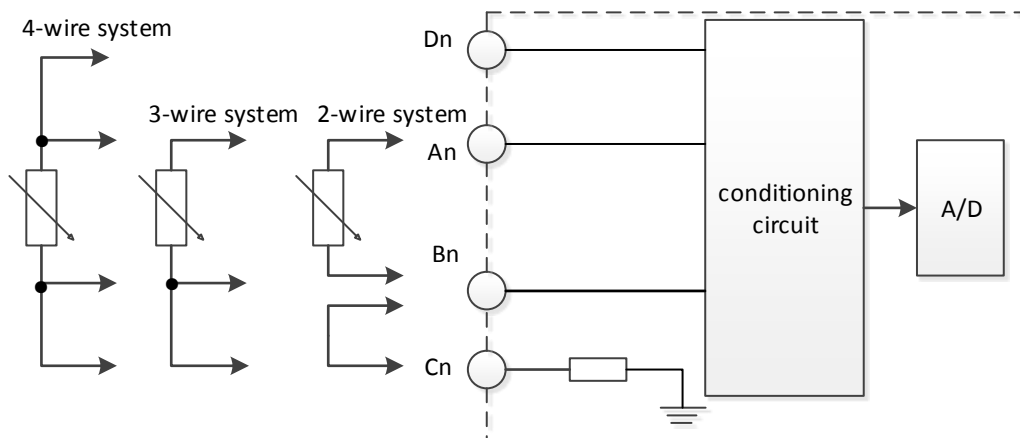 4-wire system
3-wire system
2-wire system
Dn
An
Bn
Cn
conditioning
circuit
A/D